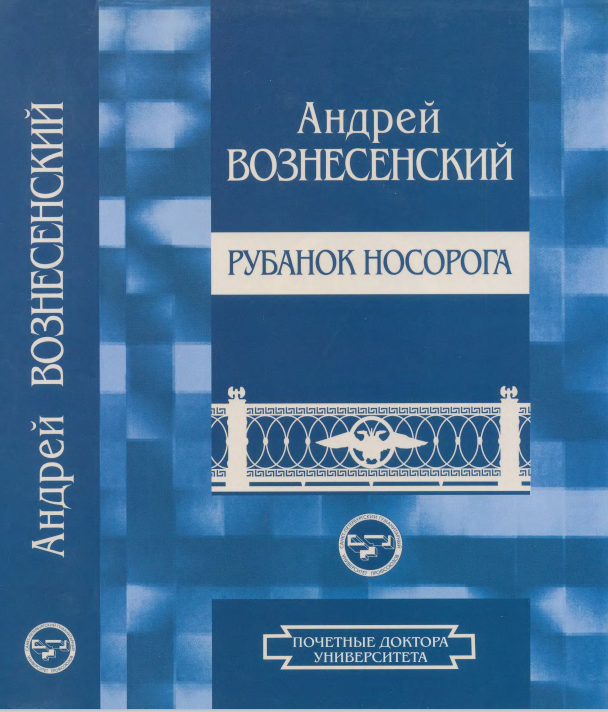 Андрей ВОЗНЕСЕНСКИЙ
Андрей
ВОЗНЕСЕНСКИЙ
РУБАНОК НОСОРОГА
ПОЧЕТНЫЕ ДОКТОРА
УНИВЕРСИТЕТА